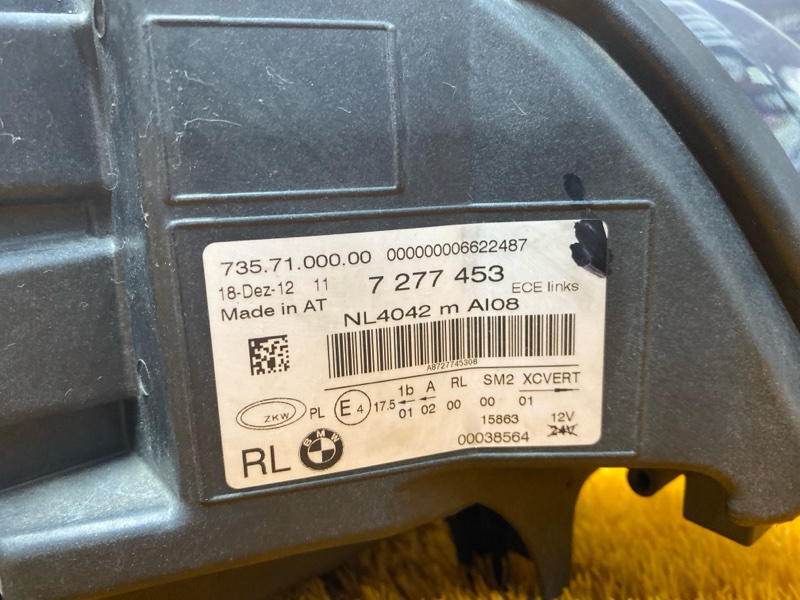 735.71.000.00 000000006622487
18-Dez-12 11 7 277 453 ECE links
Made in AT
NL4042 m AI08
A8727745308
1b A RL SM2 XCVERT
ZKW PL E4 17.5 01 02 00 00 01
15863 12V
00038564 24V
RL BMW